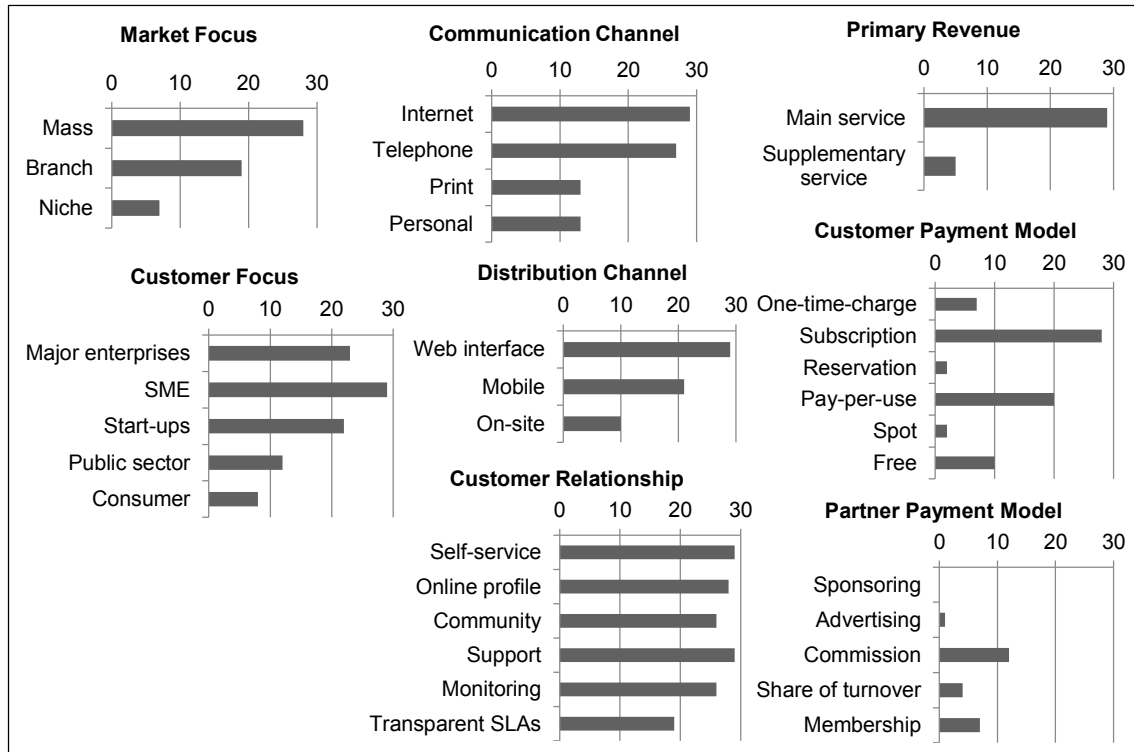 Market Focus
0 10 20 30
Mass
Branch
Niche
Communication Channel
0 10 20 30
Internet
Telephone
Print
Personal
Primary Revenue
0 10 20 30
Main service
Supplementary
service
Customer Focus
0 10 20 30
Major enterprises
SME
Start-ups
Public sector
Consumer
Distribution Channel
0 10 20 30
Web interface
Mobile
On-site
Customer Payment Model
0 10 20 30
One-time-charge
Subscription
Reservation
Pay-per-use
Spot
Free
Customer Relationship
0 10 20 30
Self-service
Online profile
Community
Support
Monitoring
Transparent SLAs
Partner Payment Model
0 10 20 30
Sponsoring
Advertising
Commission
Share of turnover
Membership